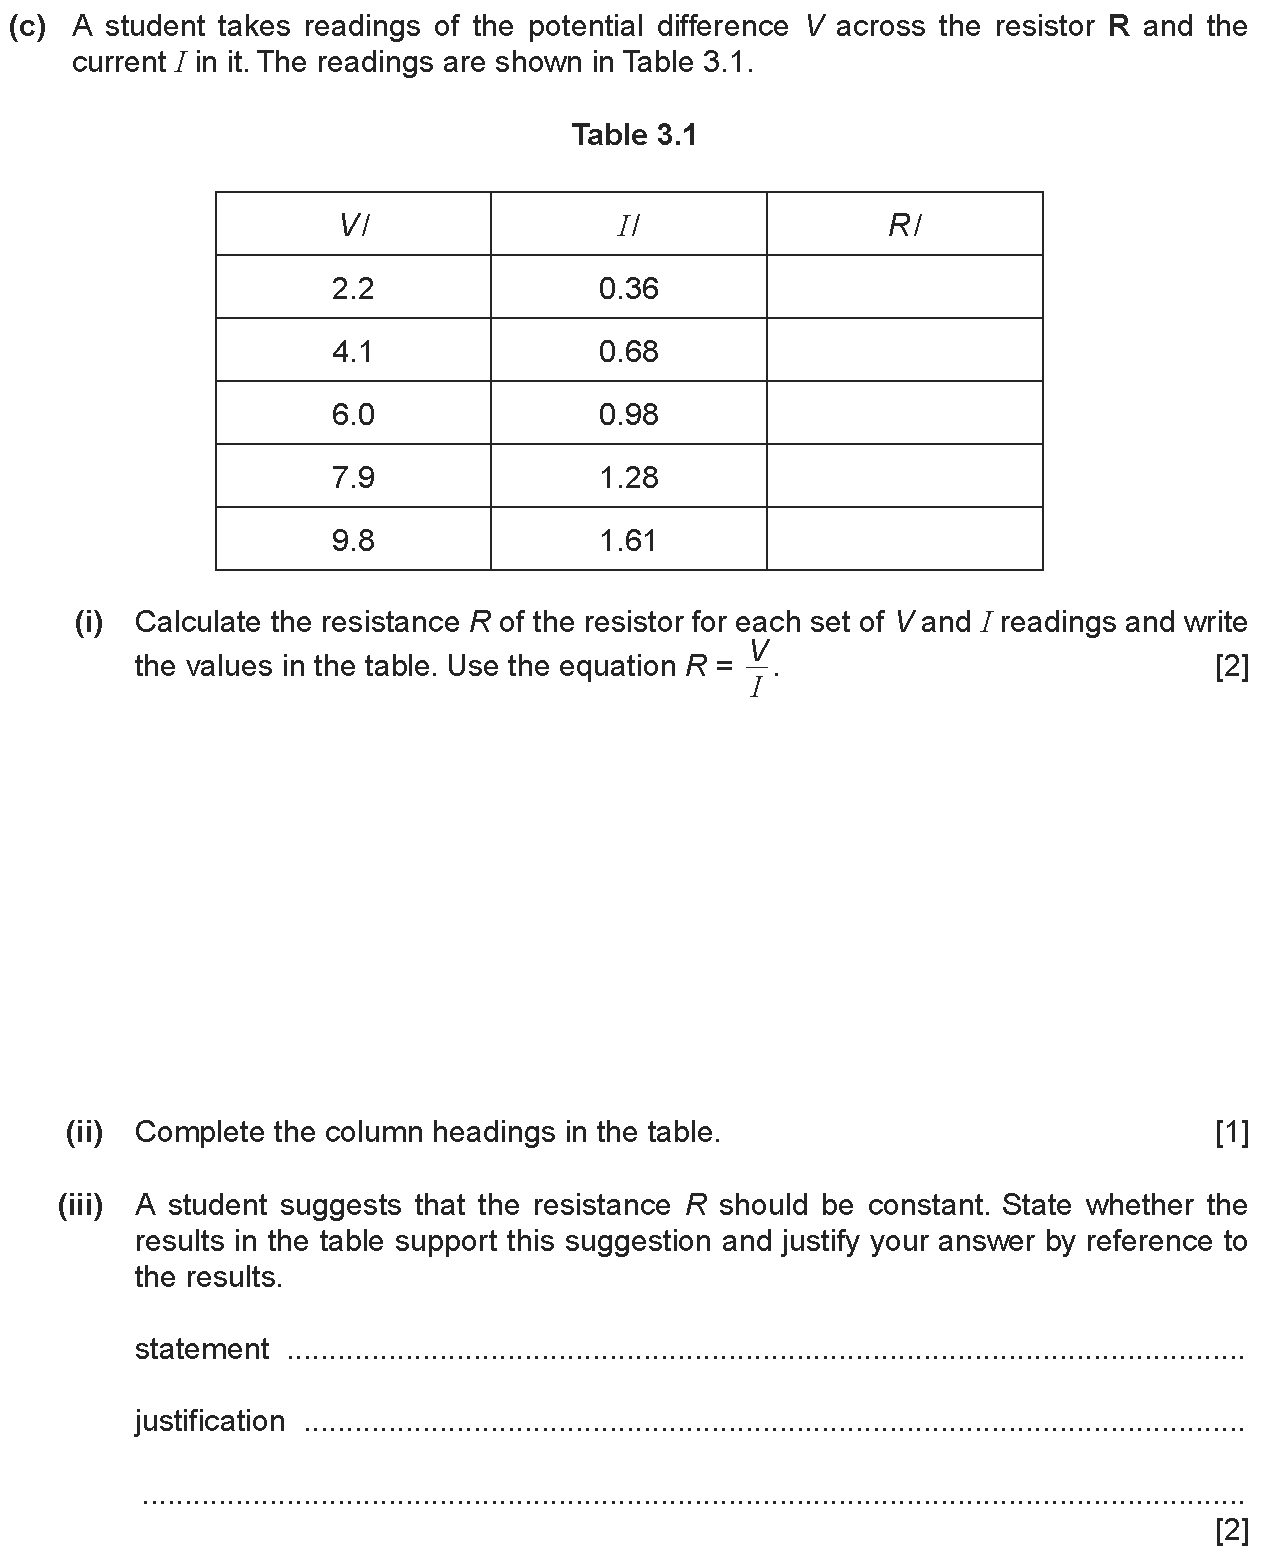 (c) A student takes readings of the potential difference V across the resistor R and the
current I in it. The readings are shown in Table 3.1.
Table 3.1
V/ I/ R/
2.2 0.36
4.1 0.68
6.0 0.98
7.9 1.28
9.8 1.61
(i) Calculate the resistance R of the resistor for each set of V and I readings and write
the values in the table. Use the equation R = V/I. [2]
(ii) Complete the column headings in the table. [1]
(iii) A student suggests that the resistance R should be constant. State whether the
results in the table support this suggestion and justify your answer by reference to
the results.
statement ..........................................................................................................
justification ........................................................................................................
..........................................................................................................................
[2]